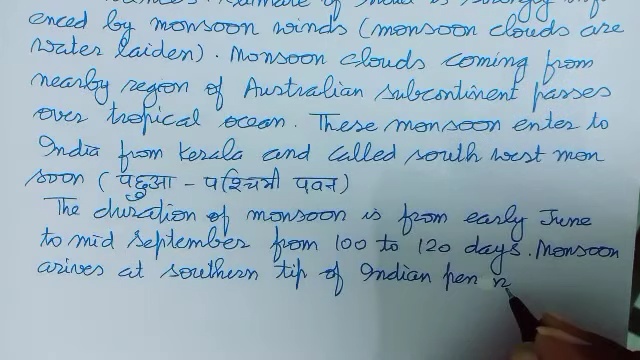 enced by monsoon winds (monsoon clouds are
water laiden). Monsoon clouds coming from
nearby region of Australian subcontinent passes
over tropical ocean. These monsoon enter to
India from Kerala and called south west mon
soon (पछुआ - पश्चिमी पवन)
The duration of monsoon is from early June
to mid September from 100 to 120 days. Monsoon
arives at southern tip of Indian pen n